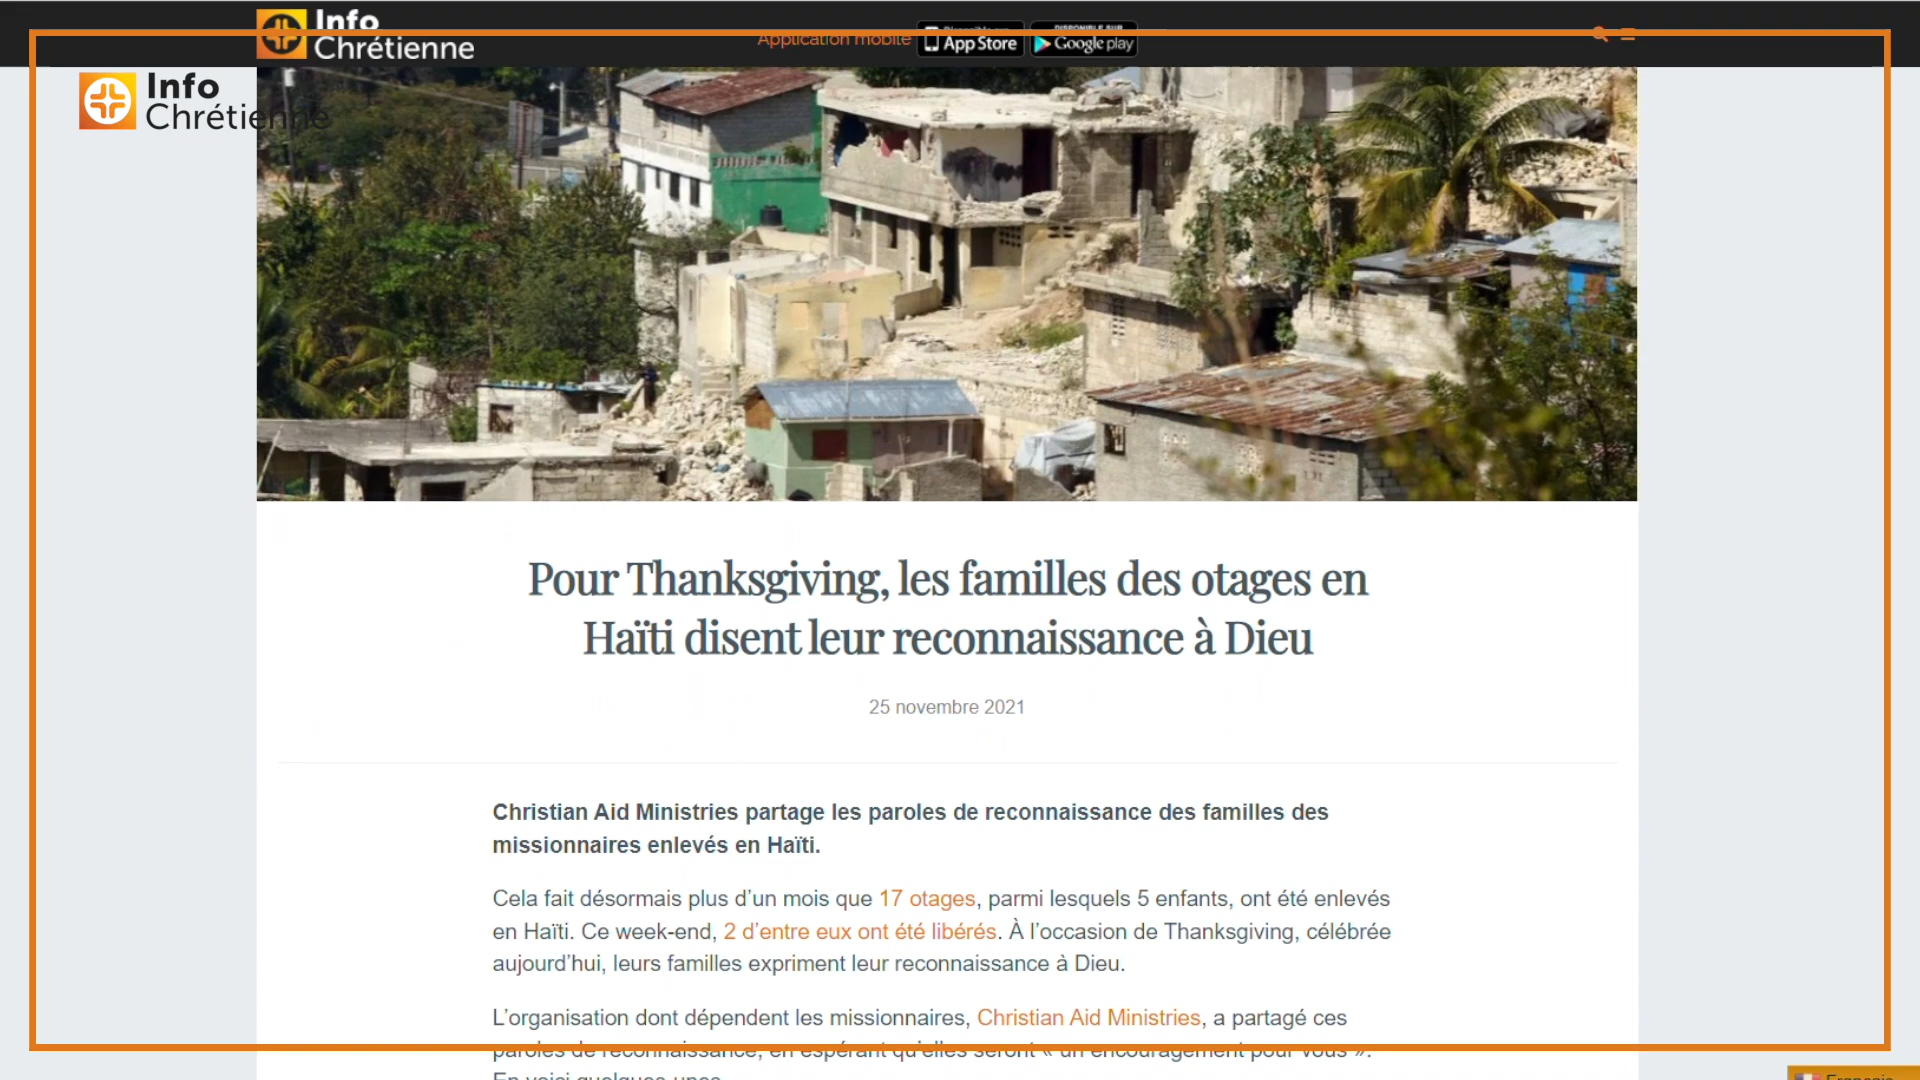 Info
Chrétienne
Application mobile
App Store
DISPONIBLE SUR
Google play
Info
Chrétienne
Pour Thanksgiving, les familles des otages en
Haïti disent leur reconnaissance à Dieu
25 novembre 2021
Christian Aid Ministries partage les paroles de reconnaissance des familles des
missionnaires enlevés en Haïti.
Cela fait désormais plus d’un mois que 17 otages, parmi lesquels 5 enfants, ont été enlevés
en Haïti. Ce week-end, 2 d’entre eux ont été libérés. À l’occasion de Thanksgiving, célébrée
aujourd’hui, leurs familles expriment leur reconnaissance à Dieu.
L’organisation dont dépendent les missionnaires, Christian Aid Ministries, a partagé ces
paroles de reconnaissance, en espérant qu’elles seront « un encouragement pour vous ».
En voici quelques-unes
Français